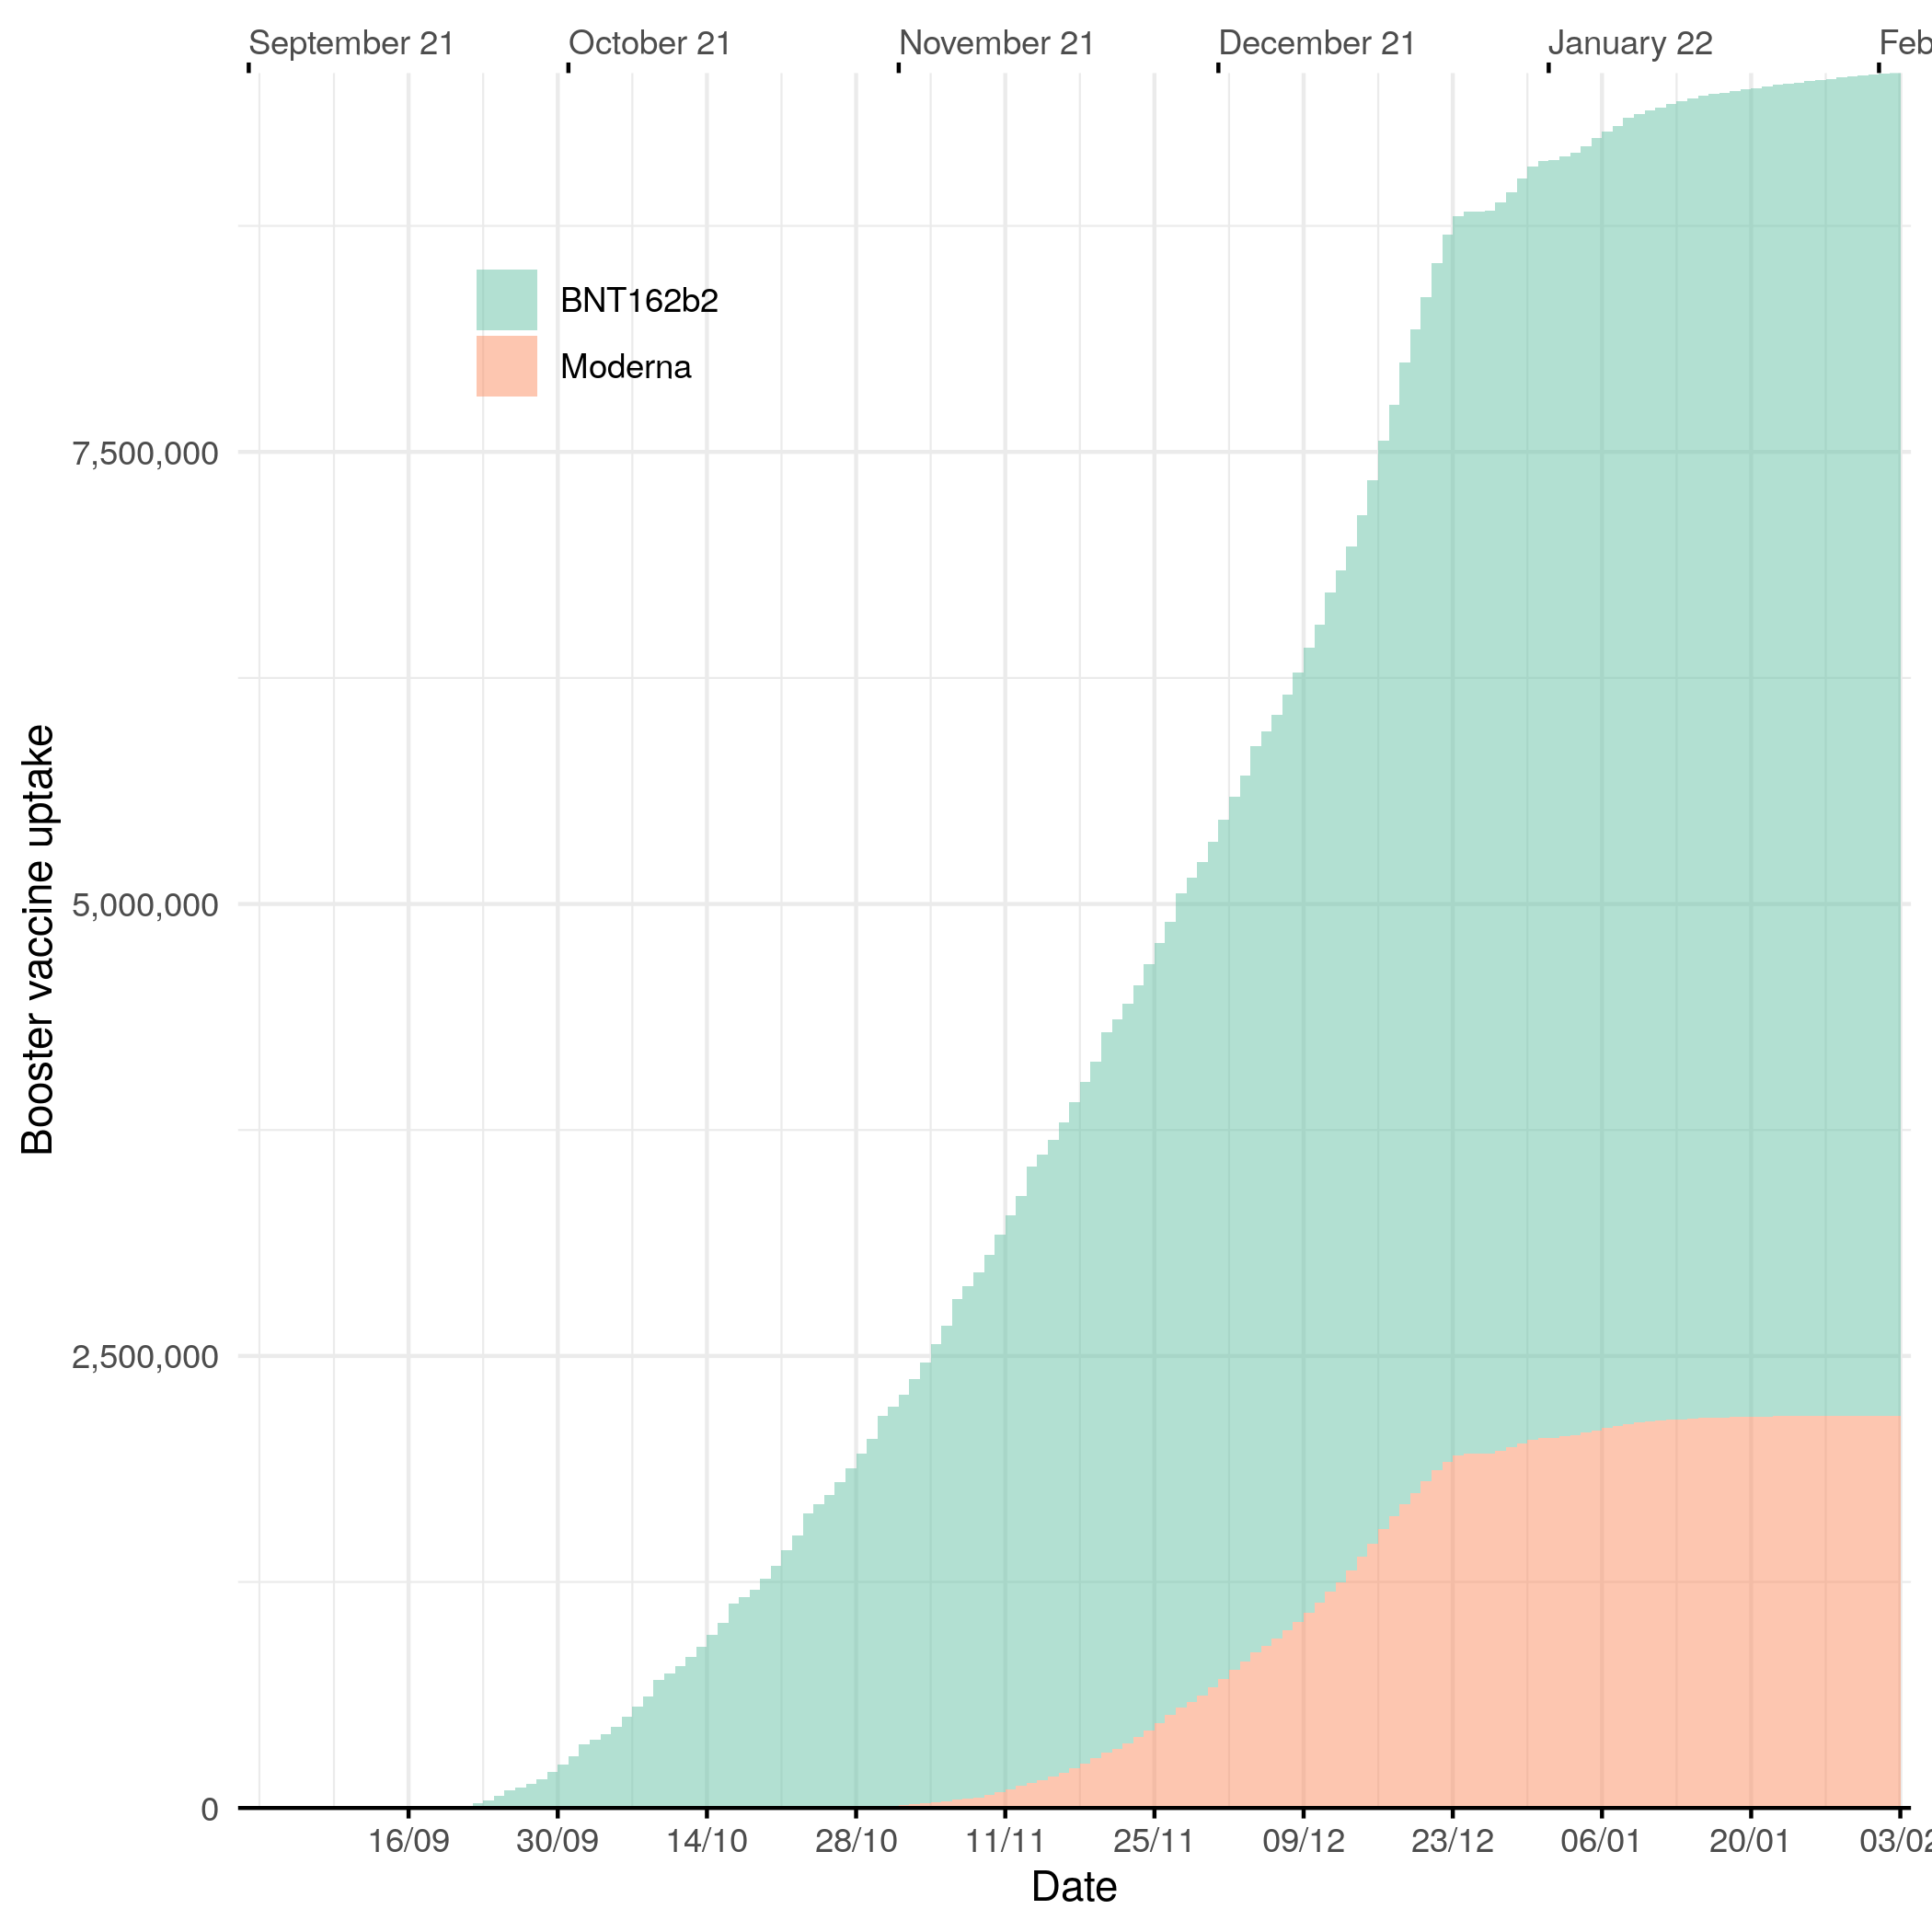 September 21 October 21 November 21 December 21 January 22 Feb
BNT162b2
Moderna
7,500,000
5,000,000
2,500,000
0
Booster vaccine uptake
16/09 30/09 14/10 28/10 11/11 25/11 09/12 23/12 06/01 20/01 03/02
Date